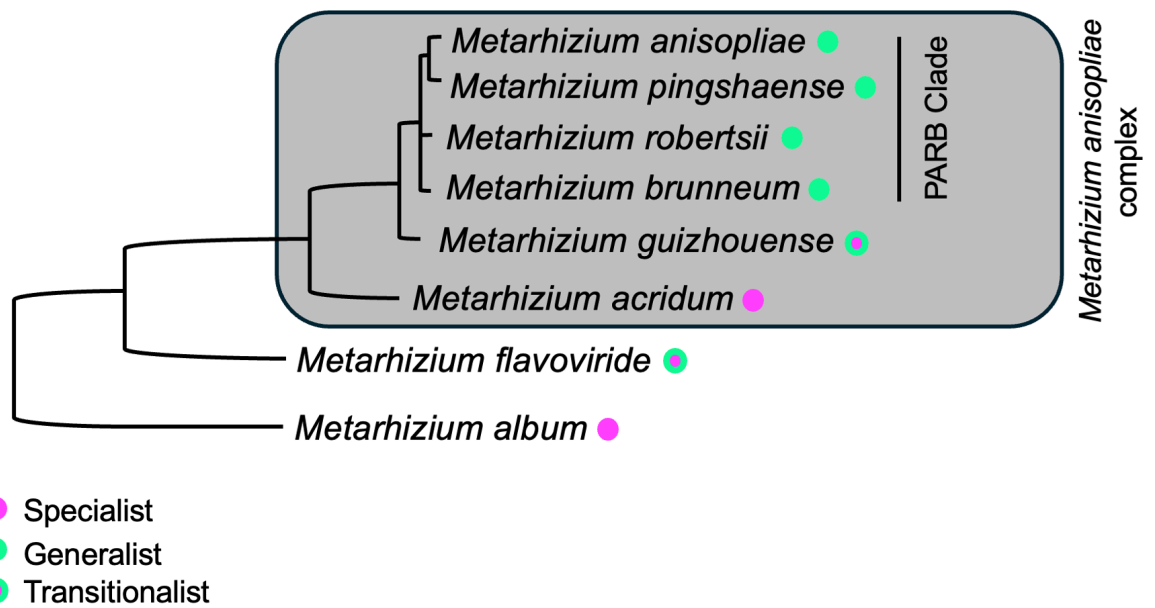 Metarhizium anisopliae
Metarhizium pingshaense
Metarhizium robertsii
Metarhizium brunneum
Metarhizium guizhouense
Metarhizium acridum
Metarhizium flavoviride
Metarhizium album
PARB Clade
Metarhizium anisopliae
complex
Specialist
Generalist
Transitionalist